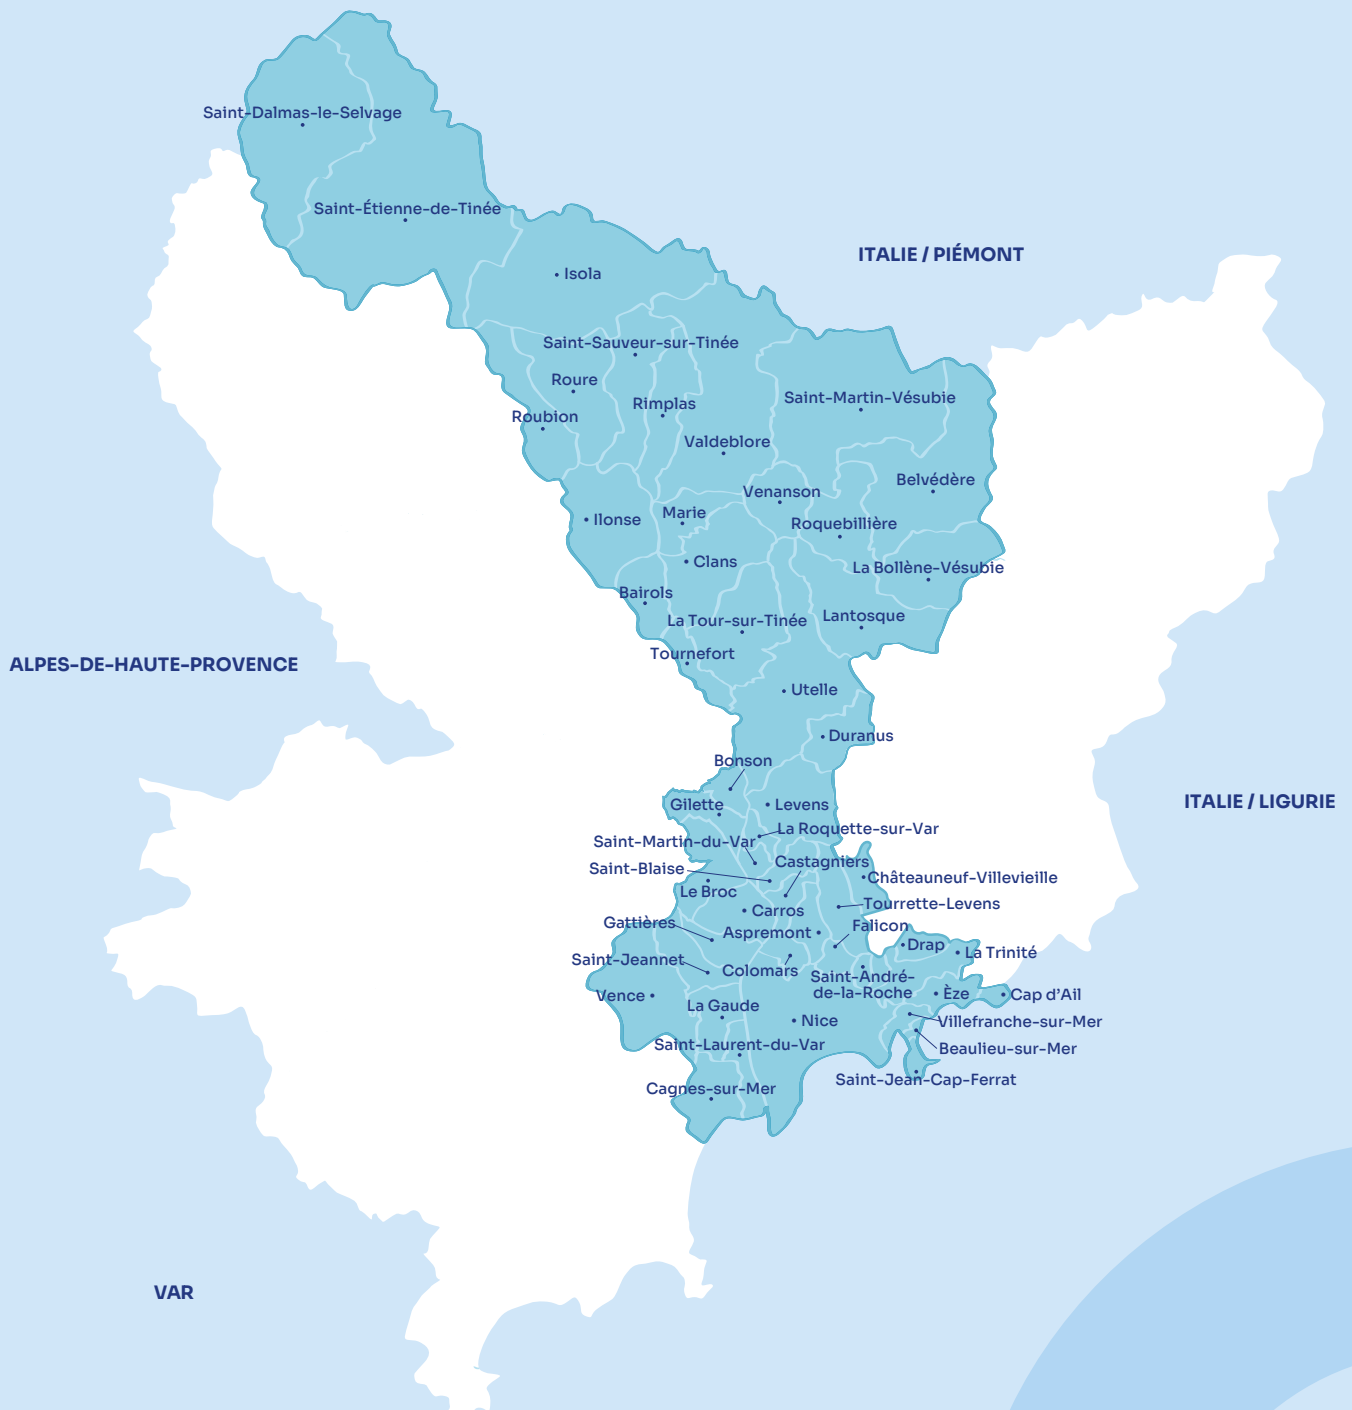 Saint-Dalmas-le-Selvage
Saint-Étienne-de-Tinée
ITALIE / PIÉMONT
Isola
Saint-Sauveur-sur-Tinée
Roure
Saint-Martin-Vésubie
Rimplas
Roubion
Valdeblore
Belvédère
Venanson
Marie
Ilonse
Roquebillière
Clans
La Bollène-Vésubie
Bairols
Lantosque
La Tour-sur-Tinée
Tournefort
ALPES-DE-HAUTE-PROVENCE
Utelle
Duranus
Bonson
ITALIE / LIGURIE
Gilette
Levens
La Roquette-sur-Var
Saint-Martin-du-Var
Castagniers
Saint-Blaise
Châteauneuf-Villevieille
Le Broc
Tourrette-Levens
Carros
Gattières
Falicon
Aspremont
Drap
La Trinité
Saint-Jeannet
Colomars
Saint-André-
de-la-Roche
Èze
Cap d'Ail
Vence
La Gaude
Nice
Villefranche-sur-Mer
Saint-Laurent-du-Var
Beaulieu-sur-Mer
Saint-Jean-Cap-Ferrat
Cagnes-sur-Mer
VAR